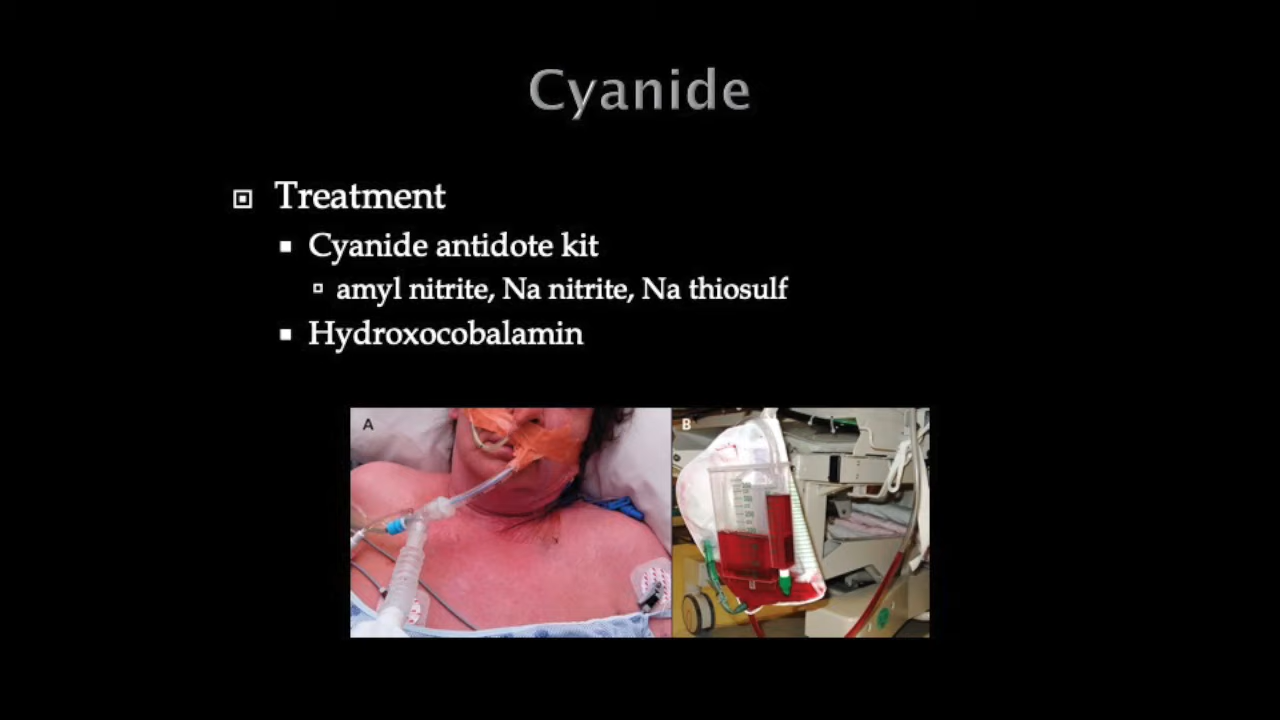 Cyanide
Treatment
Cyanide antidote kit
amyl nitrite, Na nitrite, Na thiosulf
Hydroxocobalamin
A
B